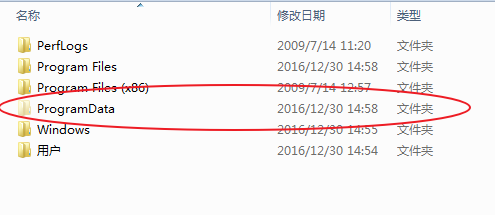 名称 修改日期 类型
PerfLogs 2009/7/14 11:20 文件夹
Program Files 2016/12/30 14:58 文件夹
Program Files (x86) 2009/7/14 12:57 文件夹
ProgramData 2016/12/30 14:58 文件夹
Windows 2016/12/30 14:55 文件夹
用户 2016/12/30 14:54 文件夹